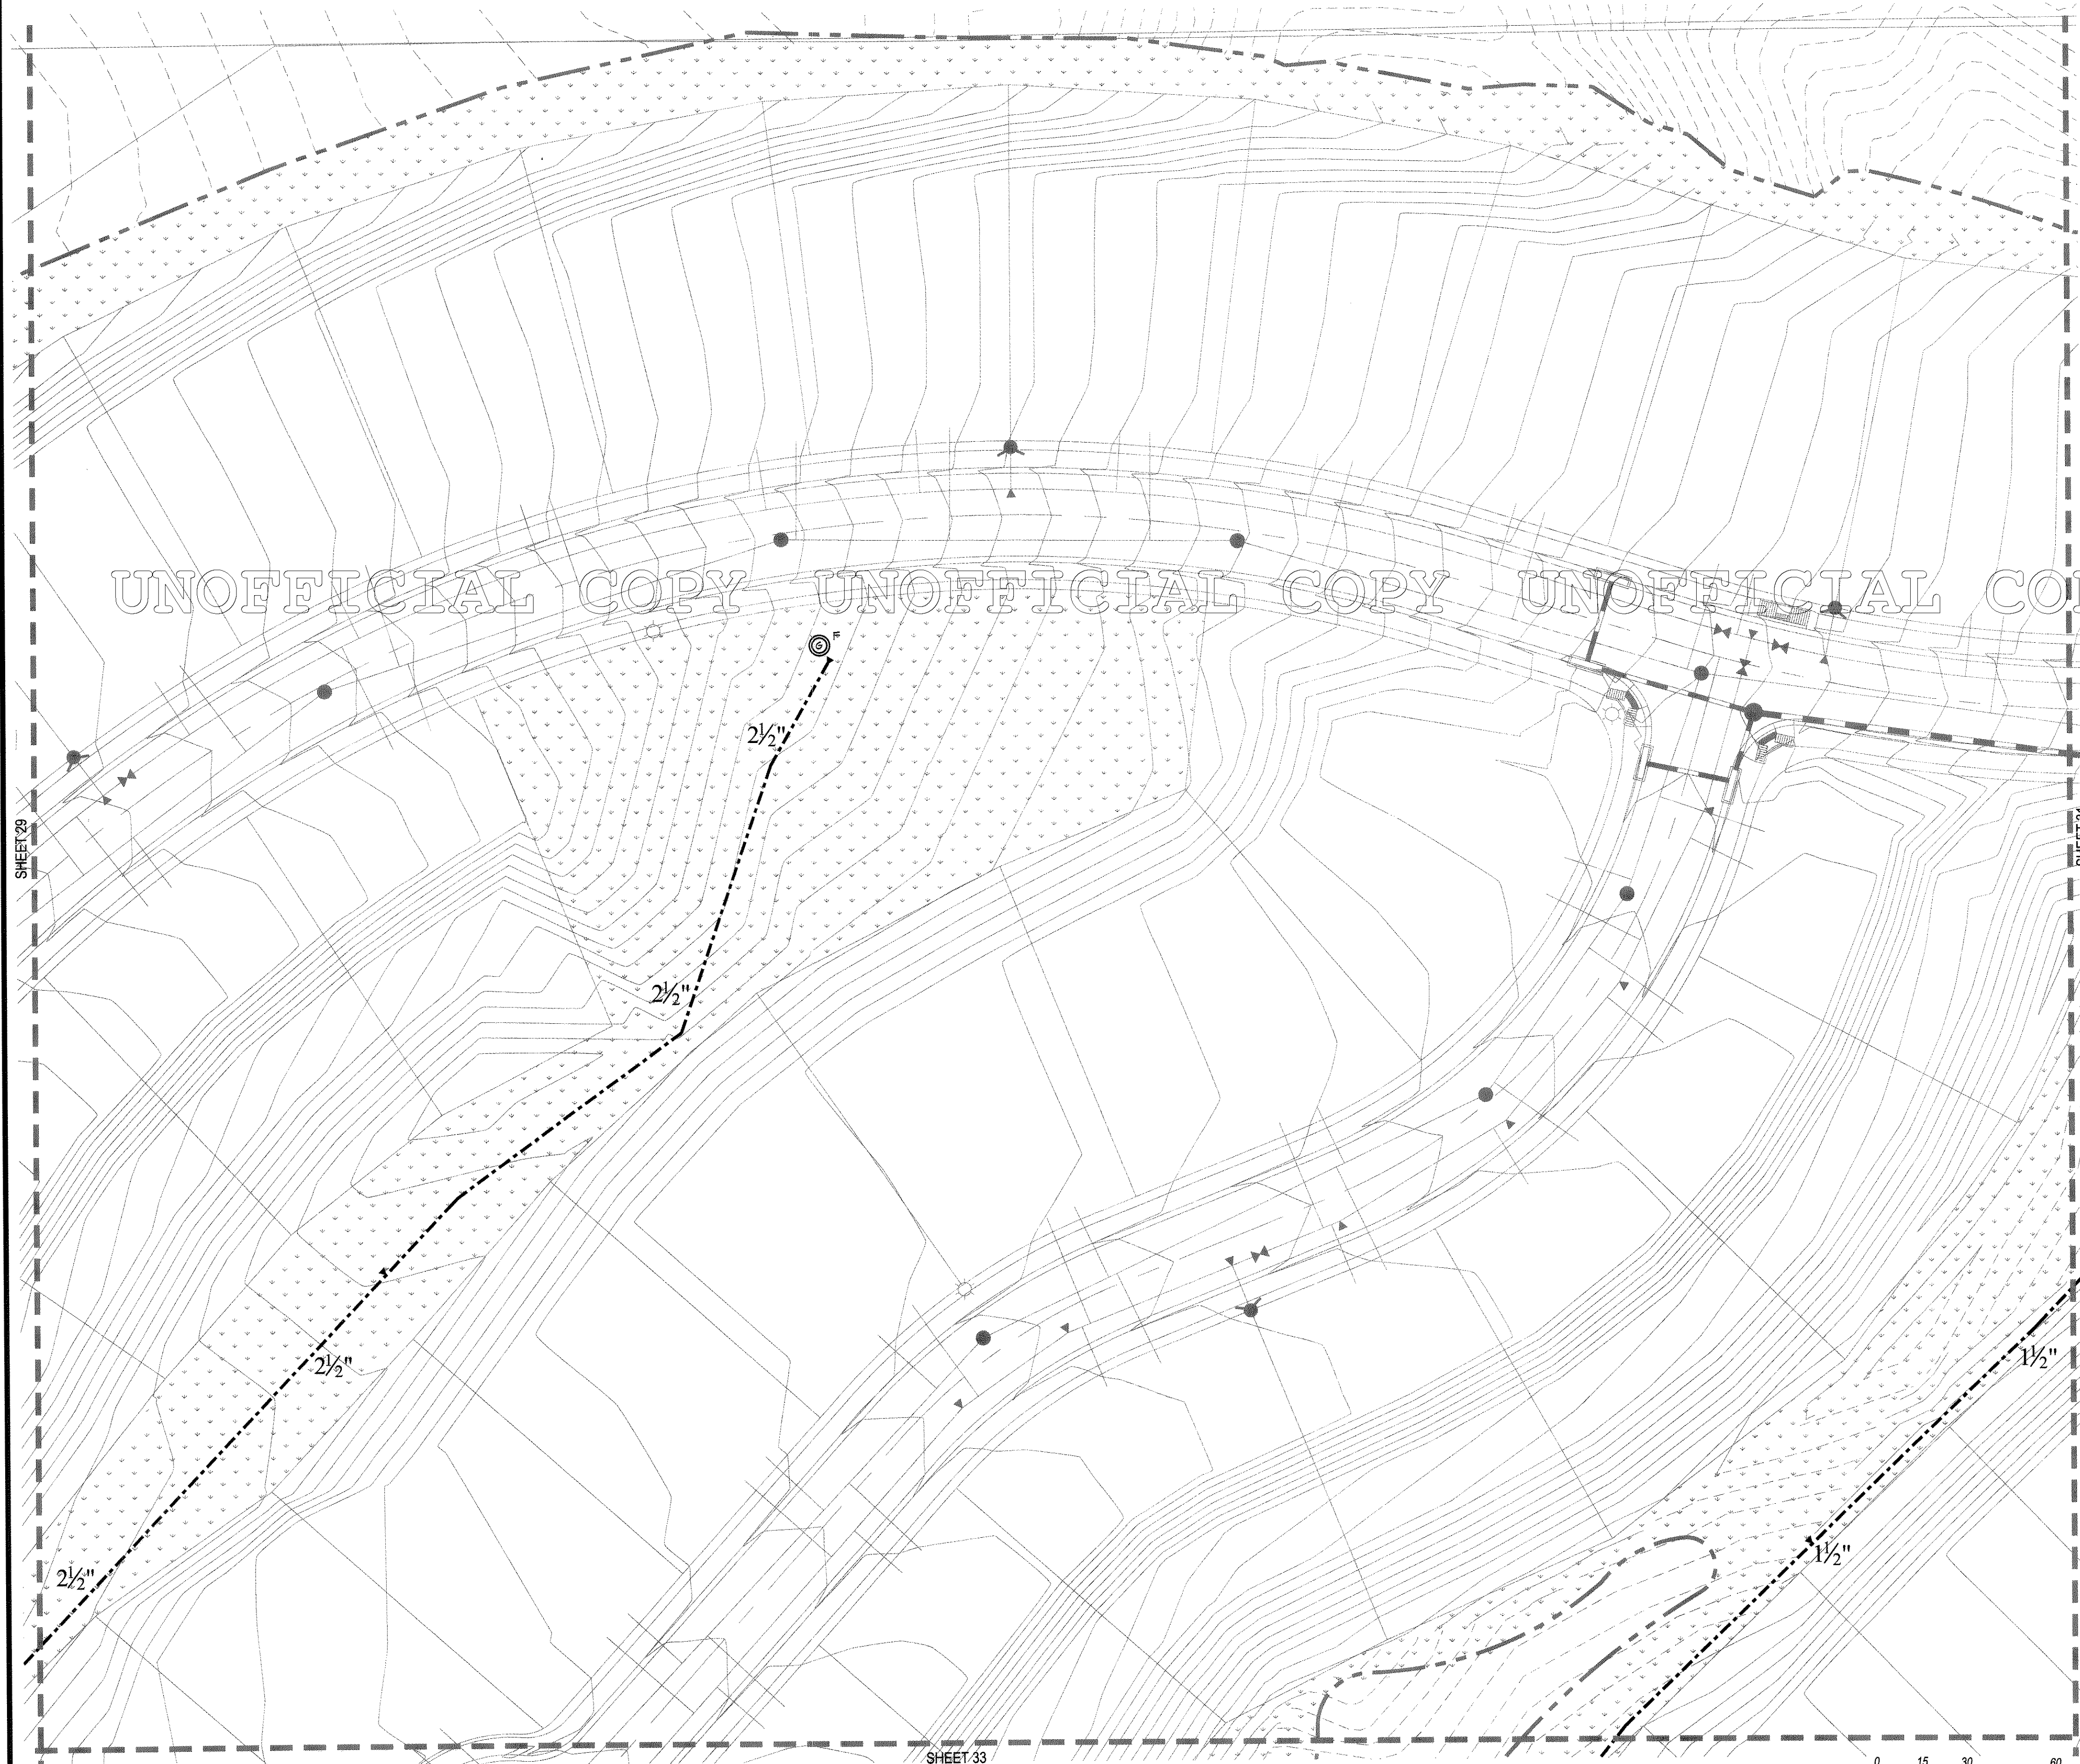 UNOFFICIAL COPY UNOFFICIAL COPY UNOFFICIAL CO
F
G
2½"
SHEET 29
2½"
1½"
2½"
1½"
2½"
SHEET 33
0 15 30 60